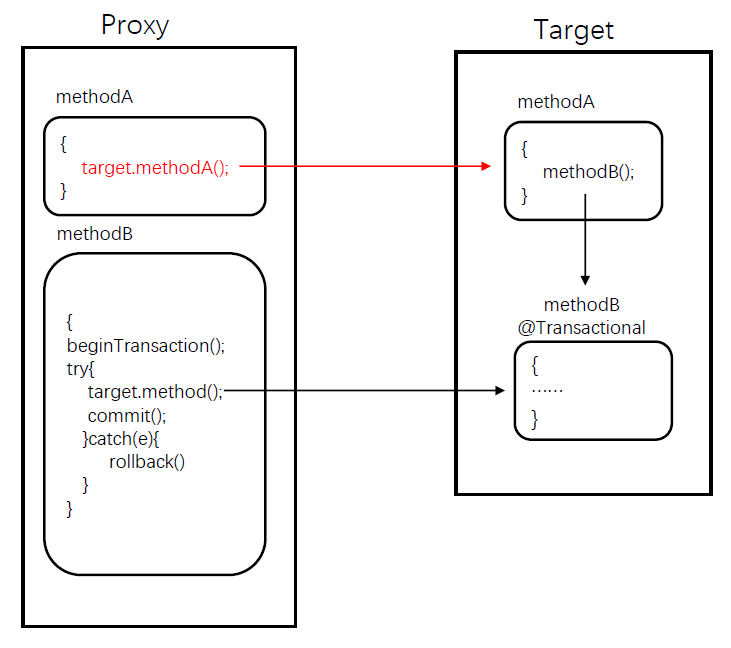 Proxy
methodA
{
target.methodA();
}
methodB
{
beginTransaction();
try{
target.method();
commit();
}catch(e){
rollback()
}
}
Target
methodA
{
methodB();
}
methodB
@Transactional
{
……
}